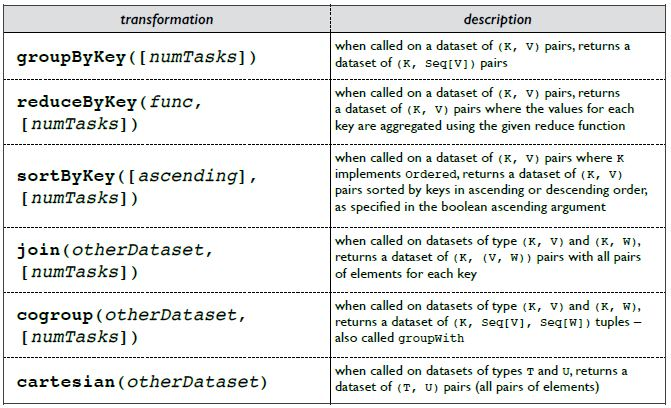 transformation
description
groupByKey([numTasks])
when called on a dataset of (K, V) pairs, returns a
dataset of (K, Seq[V]) pairs
reduceByKey(func,
[numTasks])
when called on a dataset of (K, V) pairs, returns
a dataset of (K, V) pairs where the values for each
key are aggregated using the given reduce function
sortByKey([ascending],
[numTasks])
when called on a dataset of (K, V) pairs where K
implements Ordered, returns a dataset of (K, V)
pairs sorted by keys in ascending or descending order,
as specified in the boolean ascending argument
join(otherDataset,
[numTasks])
when called on datasets of type (K, V) and (K, W),
returns a dataset of (K, (V, W)) pairs with all pairs
of elements for each key
cogroup(otherDataset,
[numTasks])
when called on datasets of type (K, V) and (K, W),
returns a dataset of (K, Seq[V], Seq[W]) tuples –
also called groupWith
cartesian(otherDataset)
when called on datasets of types T and U, returns a
dataset of (T, U) pairs (all pairs of elements)